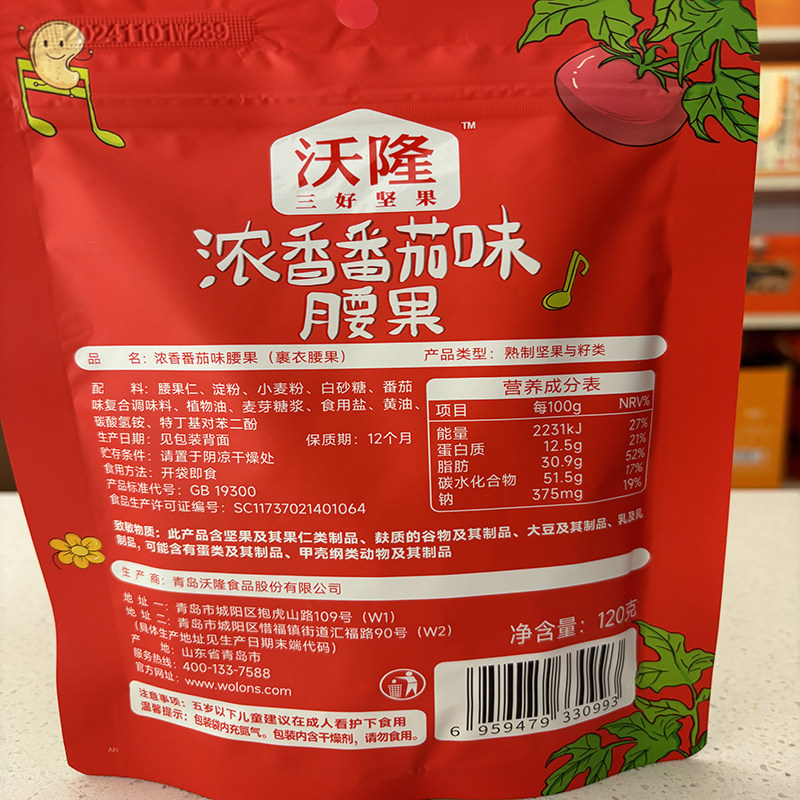 20241101W289
沃隆™
三好坚果
浓香番茄味
腰果
品 名：浓香番茄味腰果（裹衣腰果） 产品类型：熟制坚果与籽类
配 料：腰果仁、淀粉、小麦粉、白砂糖、番茄
味复合调味料、植物油、麦芽糖浆、食用盐、黄油、
碳酸氢铵、特丁基对苯二酚
生产日期：见包装背面 保质期：12个月
贮存条件：请置于阴凉干燥处
食用方法：开袋即食
产品标准代号：GB 19300
食品生产许可证编号：SC11737021401064
营养成分表
项目 每100g NRV%
能量 2231kJ 27%
蛋白质 12.5g 21%
脂肪 30.9g 52%
碳水化合物 51.5g 17%
钠 375mg 19%
致敏物质：此产品含坚果及其果仁类制品、麸质的谷物及其制品、大豆及其制品、乳及乳
制品，可能含有蛋类及其制品、甲壳纲类动物及其制品
生 产 商：青岛沃隆食品股份有限公司
地 址 一：青岛市城阳区抱虎山路109号（W1）
地 址 二：青岛市城阳区惜福镇街道汇福路90号（W2）
（具体生产地址见生产日期末端代码）
产 地：山东省青岛市
服务热线：400-133-7588
官方网址：www.wolons.com
净含量：120克
注意事项：五岁以下儿童建议在成人看护下食用
温馨提示：包装袋内充氮气。包装内含干燥剂，请勿食用。
6 959479 330993
AH